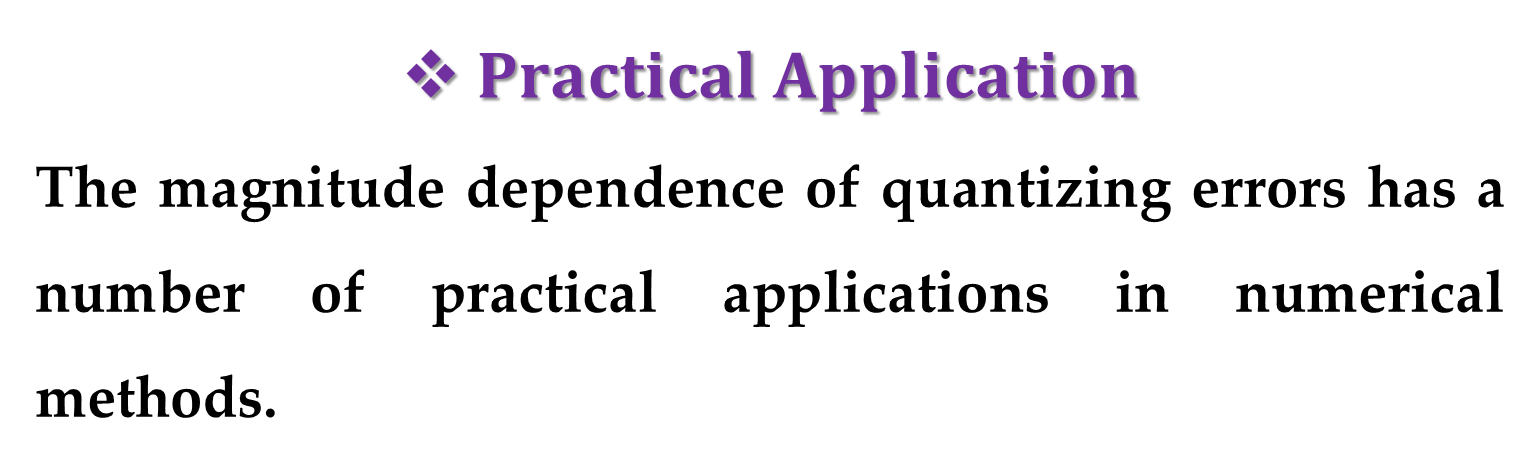 ❖ Practical Application
The magnitude dependence of quantizing errors has a
number of practical applications in numerical
methods.